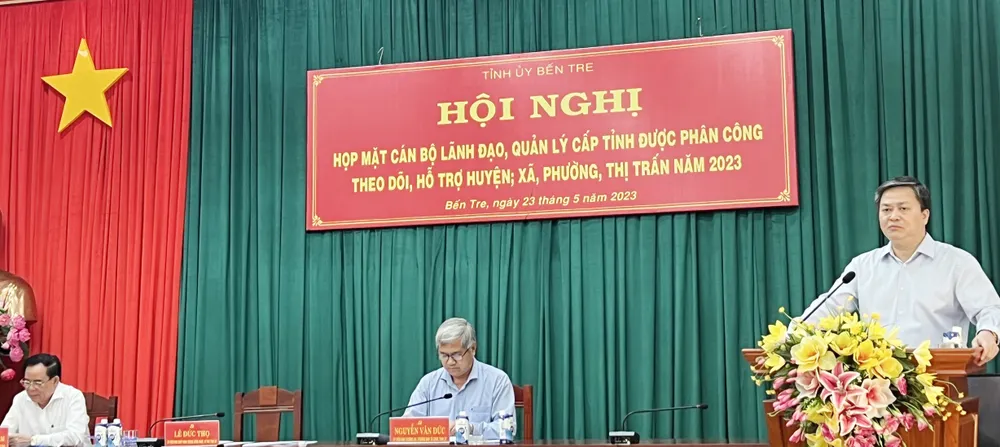 TỈNH ỦY BẾN TRE
HỘI NGHỊ
HỌP MẶT CÁN BỘ LÃNH ĐẠO, QUẢN LÝ CẤP TỈNH ĐƯỢC PHÂN CÔNG
THEO DÕI, HỖ TRỢ HUYỆN; XÃ, PHƯỜNG, THỊ TRẤN NĂM 2023
Bến Tre, ngày 23 tháng 5 năm 2023
LÊ ĐỨC THỌ
NGUYỄN VĂN ĐỨC